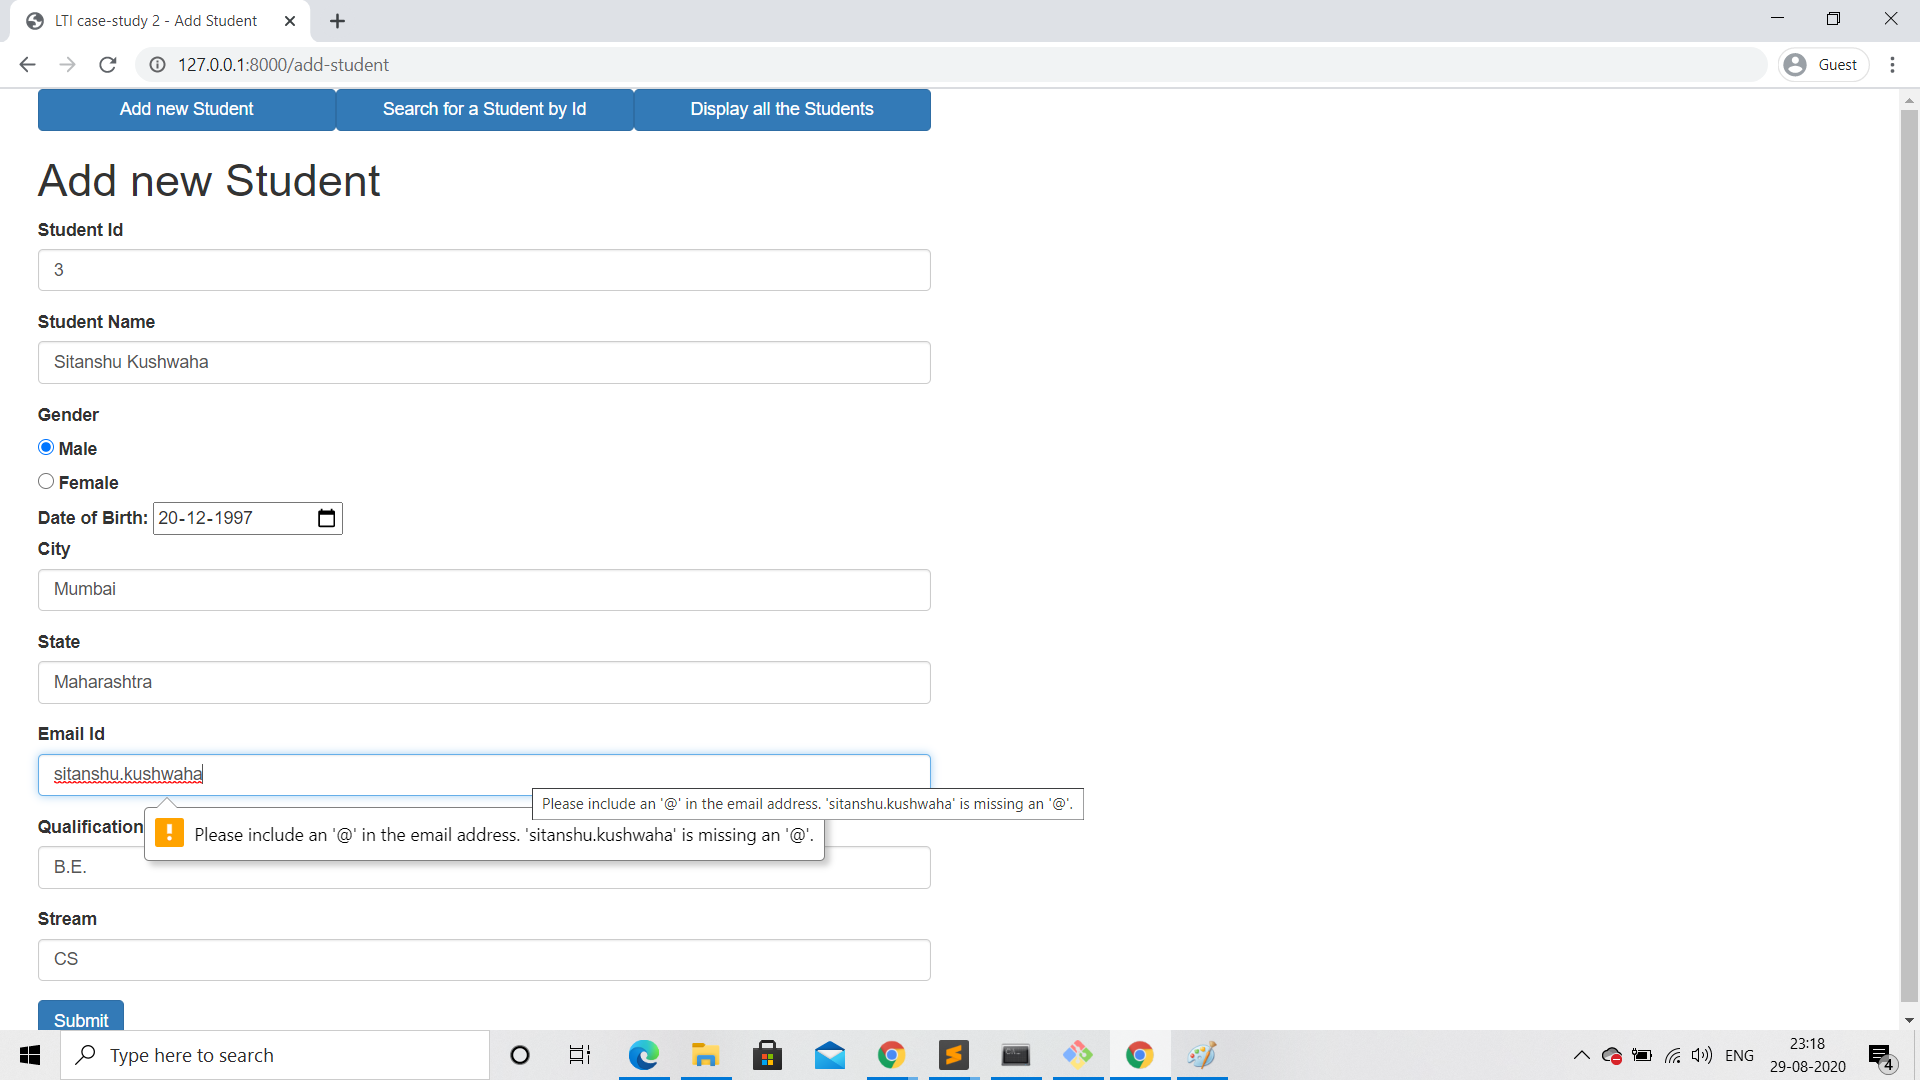 LTI case-study 2 - Add Student
127.0.0.1:8000/add-student
Guest
Add new Student Search for a Student by Id Display all the Students
Add new Student
Student Id
3
Student Name
Sitanshu Kushwaha
Gender
Male
Female
Date of Birth: 20-12-1997
City
Mumbai
State
Maharashtra
Email Id
sitanshu.kushwaha
Please include an '@' in the email address. 'sitanshu.kushwaha' is missing an '@'.
Qualification
Please include an '@' in the email address. 'sitanshu.kushwaha' is missing an '@'.
B.E.
Stream
CS
Submit
Type here to search
ENG
23:18
29-08-2020
4